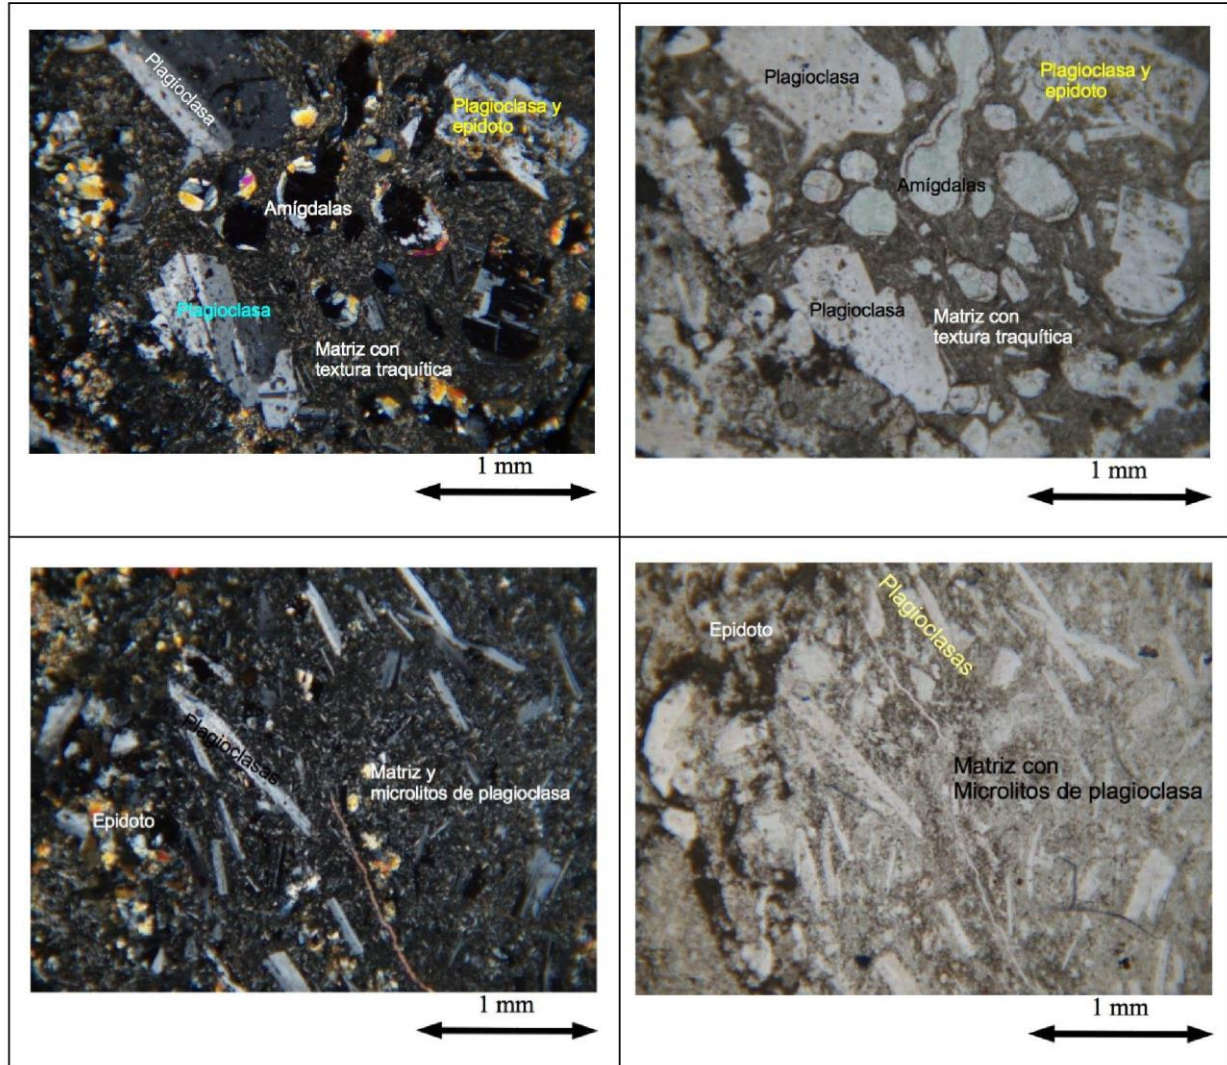 Plagioclasa
Plagioclasa y
epidoto
Amígdalas
Plagioclasa
Matriz con
textura traquítica
1 mm
Plagioclasa
Plagioclasa y
epidoto
Amígdalas
Plagioclasa
Matriz con
textura traquítica
1 mm
Plagioclasas
Matriz y
microlitos de plagioclasa
Epidoto
1 mm
Plagioclasas
Epidoto
Matriz con
Microlitos de plagioclasa
1 mm